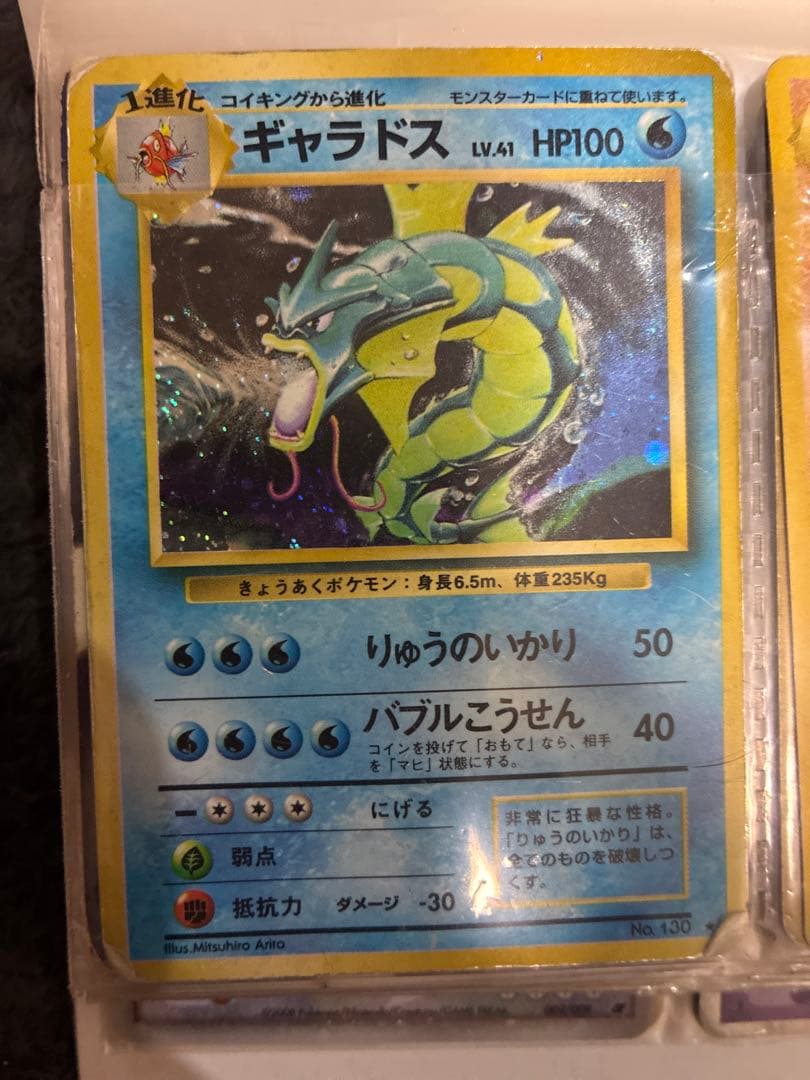 1進化 コイキングから進化 モンスターカードに重ねて使います。
ギャラドス LV.41 HP100
きょうあくポケモン：身長6.5m、体重235Kg
りゅうのいかり 50
バブルこうせん 40
コインを投げて「おもて」なら、相手
を「マヒ」状態にする。
にげる
弱点
抵抗力 ダメージ -30
非常に狂暴な性格。
「りゅうのいかり」は、
全てのものを破壊しつ
くす。
No. 130
Illus.Mitsuhiro Arita